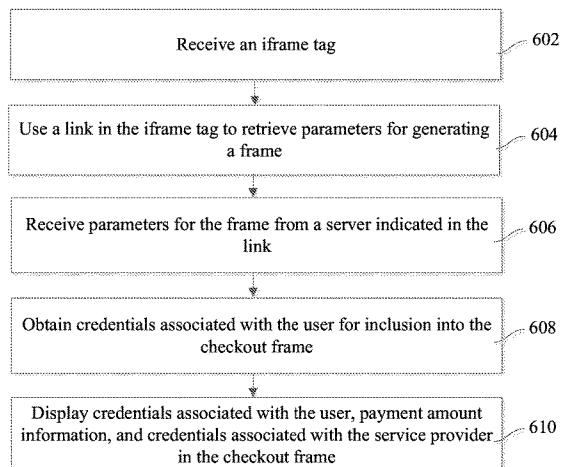 Receive an iframe tag
602
Use a link in the iframe tag to retrieve parameters for generating
a frame
604
Receive parameters for the frame from a server indicated in the
link
606
Obtain credentials associated with the user for inclusion into the
checkout frame
608
Display credentials associated with the user, payment amount
information, and credentials associated with the service provider
in the checkout frame
610